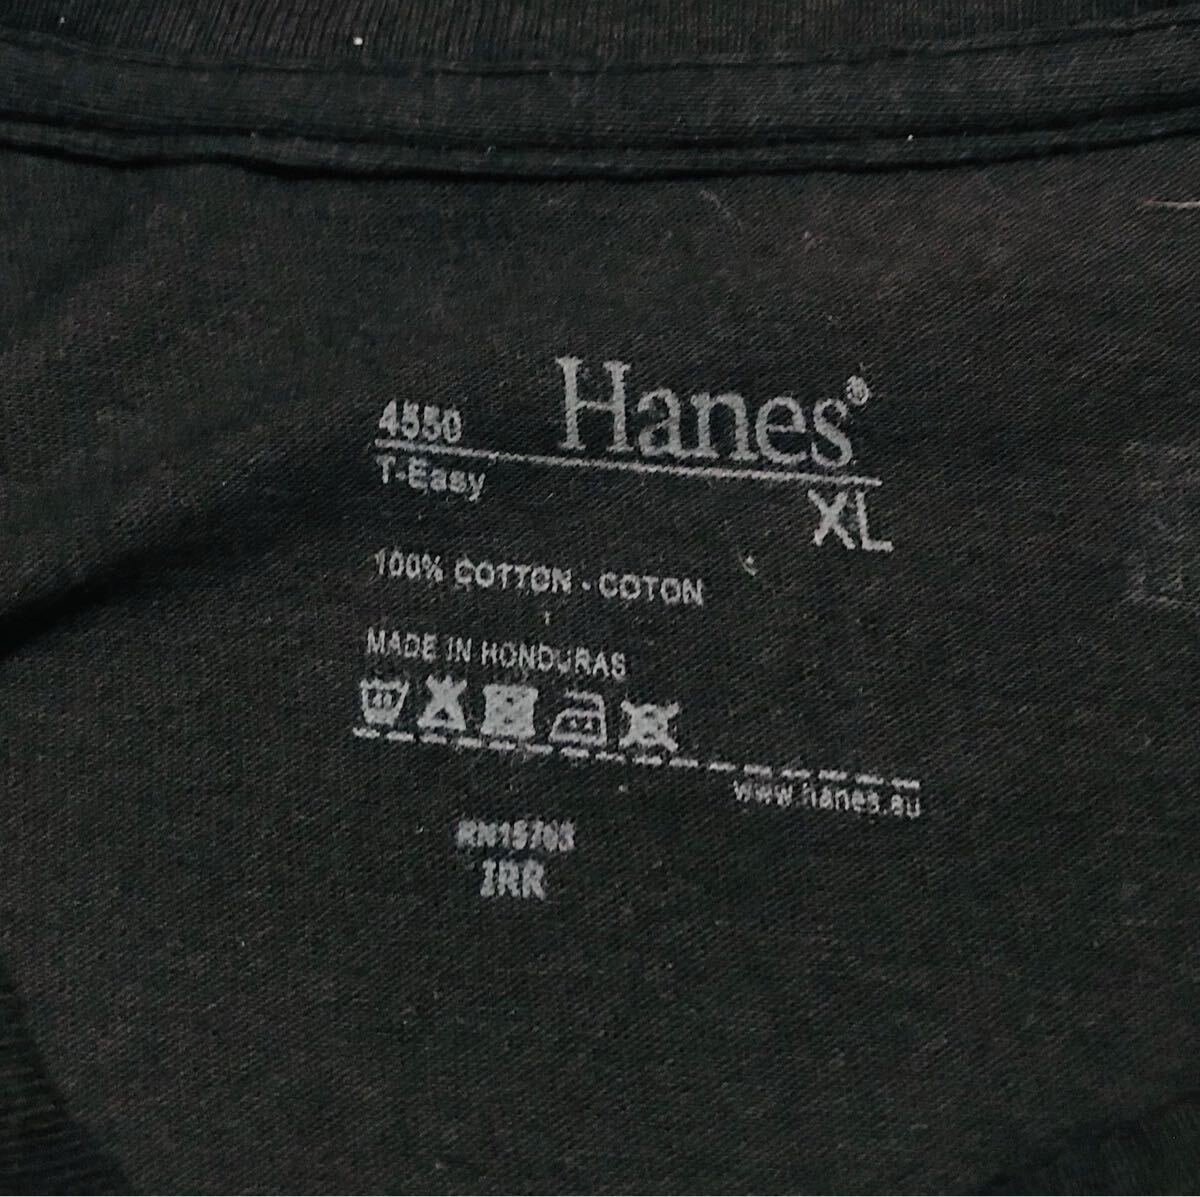 Hanes®
4550
T-Easy
XL
100% COTTON - COTON
MADE IN HONDURAS
www.hanes.eu
RN15763
IRR